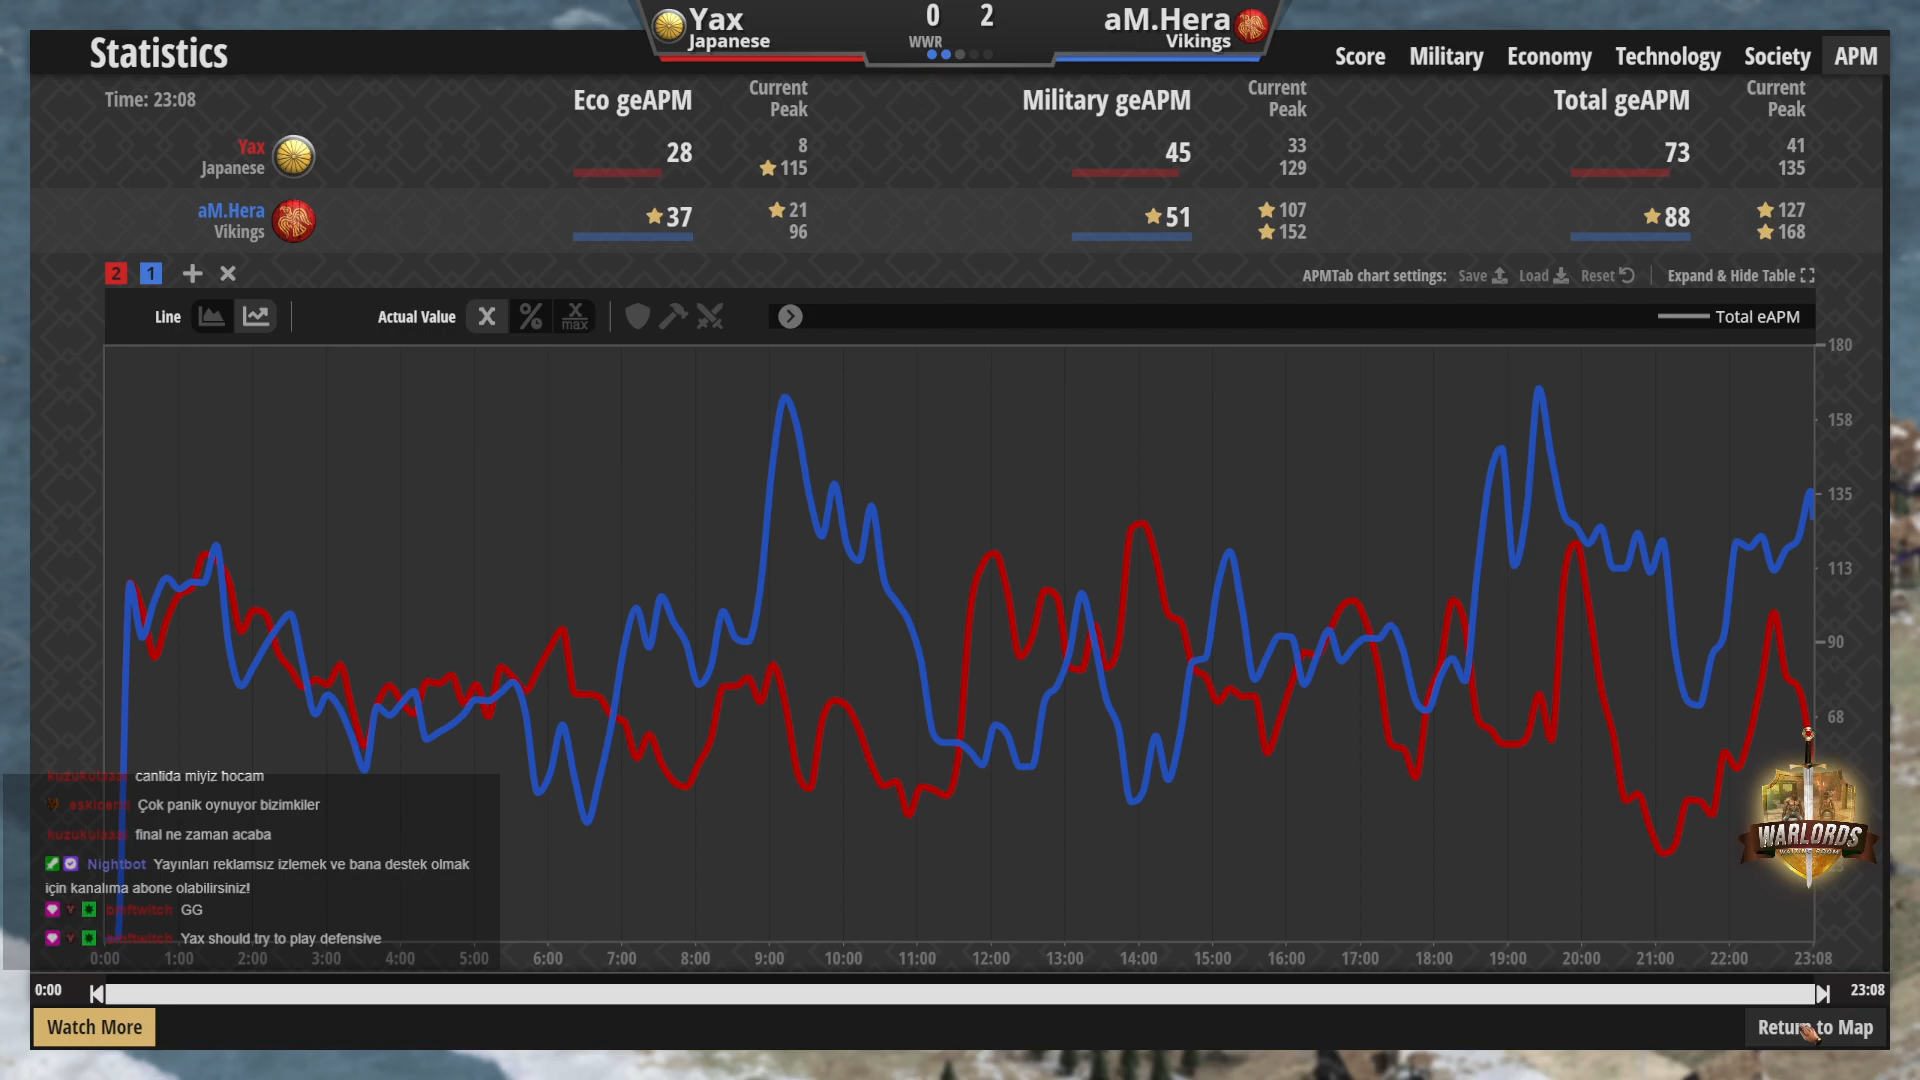 Yax
Japanese
0 2
WWR
aM.Hera
Vikings
Statistics
Score Military Economy Technology Society APM
Time: 23:08
Eco geAPM Current Peak Military geAPM Current Peak Total geAPM Current Peak
Yax
Japanese
28 8 115 45 33 129 73 41 135
aM.Hera
Vikings
37 21 96 51 107 152 88 127 168
2 1
APMTab chart settings: Save Load Reset Expand & Hide Table
Line Actual Value X % X max
Total eAPM
180
158
135
113
90
68
canlıda mıyız hocam
Çok panik oynuyor bizimkiler
final ne zaman acaba
Nightbot Yayınları reklamsız izlemek ve bana destek olmak
için kanalıma abone olabilirsiniz!
GG
Yax should try to play defensive
WARLORDS
WAITING ROOM
0:00 1:00 2:00 3:00 4:00 5:00 6:00 7:00 8:00 9:00 10:00 11:00 12:00 13:00 14:00 15:00 16:00 17:00 18:00 19:00 20:00 21:00 22:00 23:08
0:00 23:08
Watch More
Return to Map